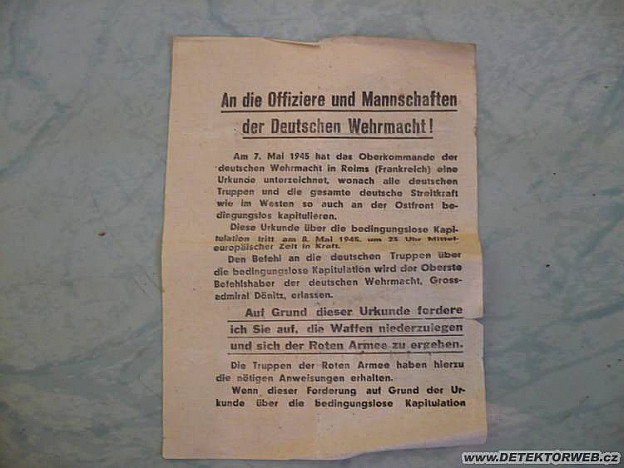 An die Offiziere und Mannschaften
der Deutschen Wehrmacht!
Am 7. Mai 1945 hat das Oberkommande der
deutschen Wehrmacht in Reims (Frankreich) eine
Urkunde unterzeichnet, wonach alle deutschen
Truppen und die gesamte deutsche Streitkraft
wie im Westen so auch an der Ostfront be-
dingungslos kapitulieren.
Diese Urkunde über die bedingungslose Kapi-
tulation tritt am 8. Mai 1945, um 23 Uhr Mittel-
europäischer Zeit in Kraft.
Den Befehl an die deutschen Truppen über
die bedingungslose Kapitulation wird der Oberste
Befehlshaber der deutschen Wehrmacht, Gross-
admiral Dönitz, erlassen.
Auf Grund dieser Urkunde fordere
ich Sie auf, die Waffen niederzulegen
und sich der Roten Armee zu ergeben.
Die Truppen der Roten Armee haben hierzu
die nötigen Anweisungen erhalten.
Wenn dieser Forderung auf Grund der Ur-
kunde über die bedingungslose Kapitulation
www.DETEKTORWEB.cz